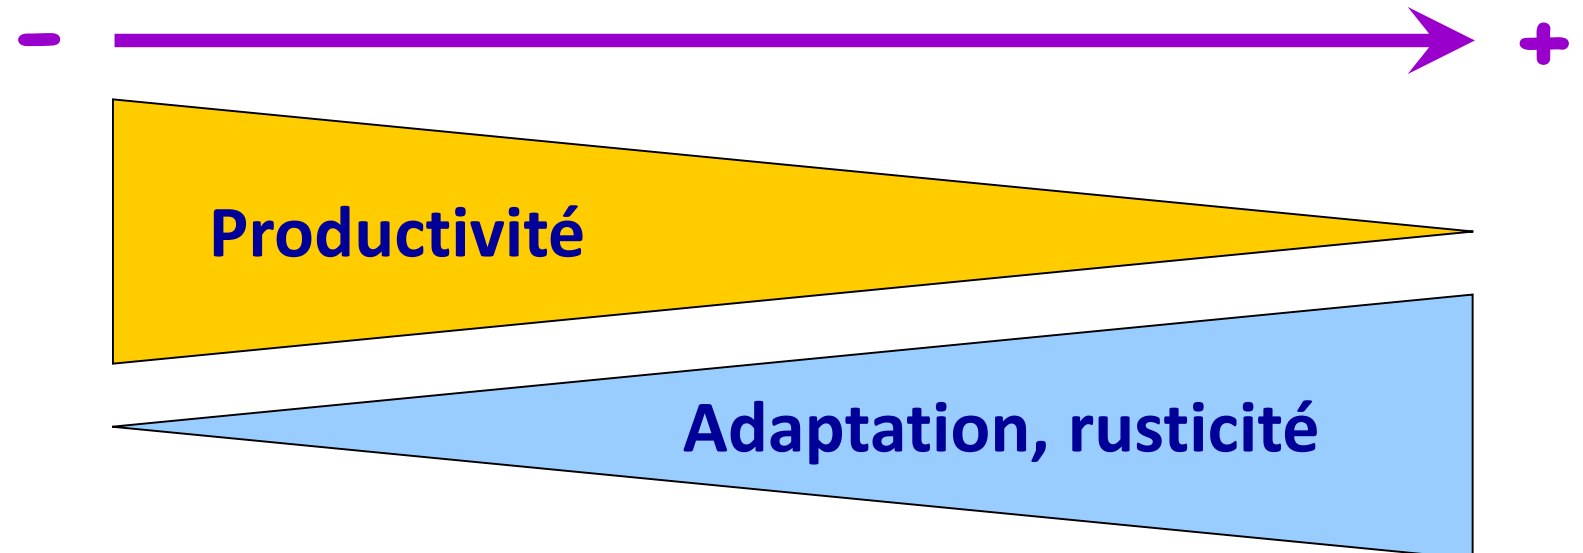 - +
Productivité
Adaptation, rusticité